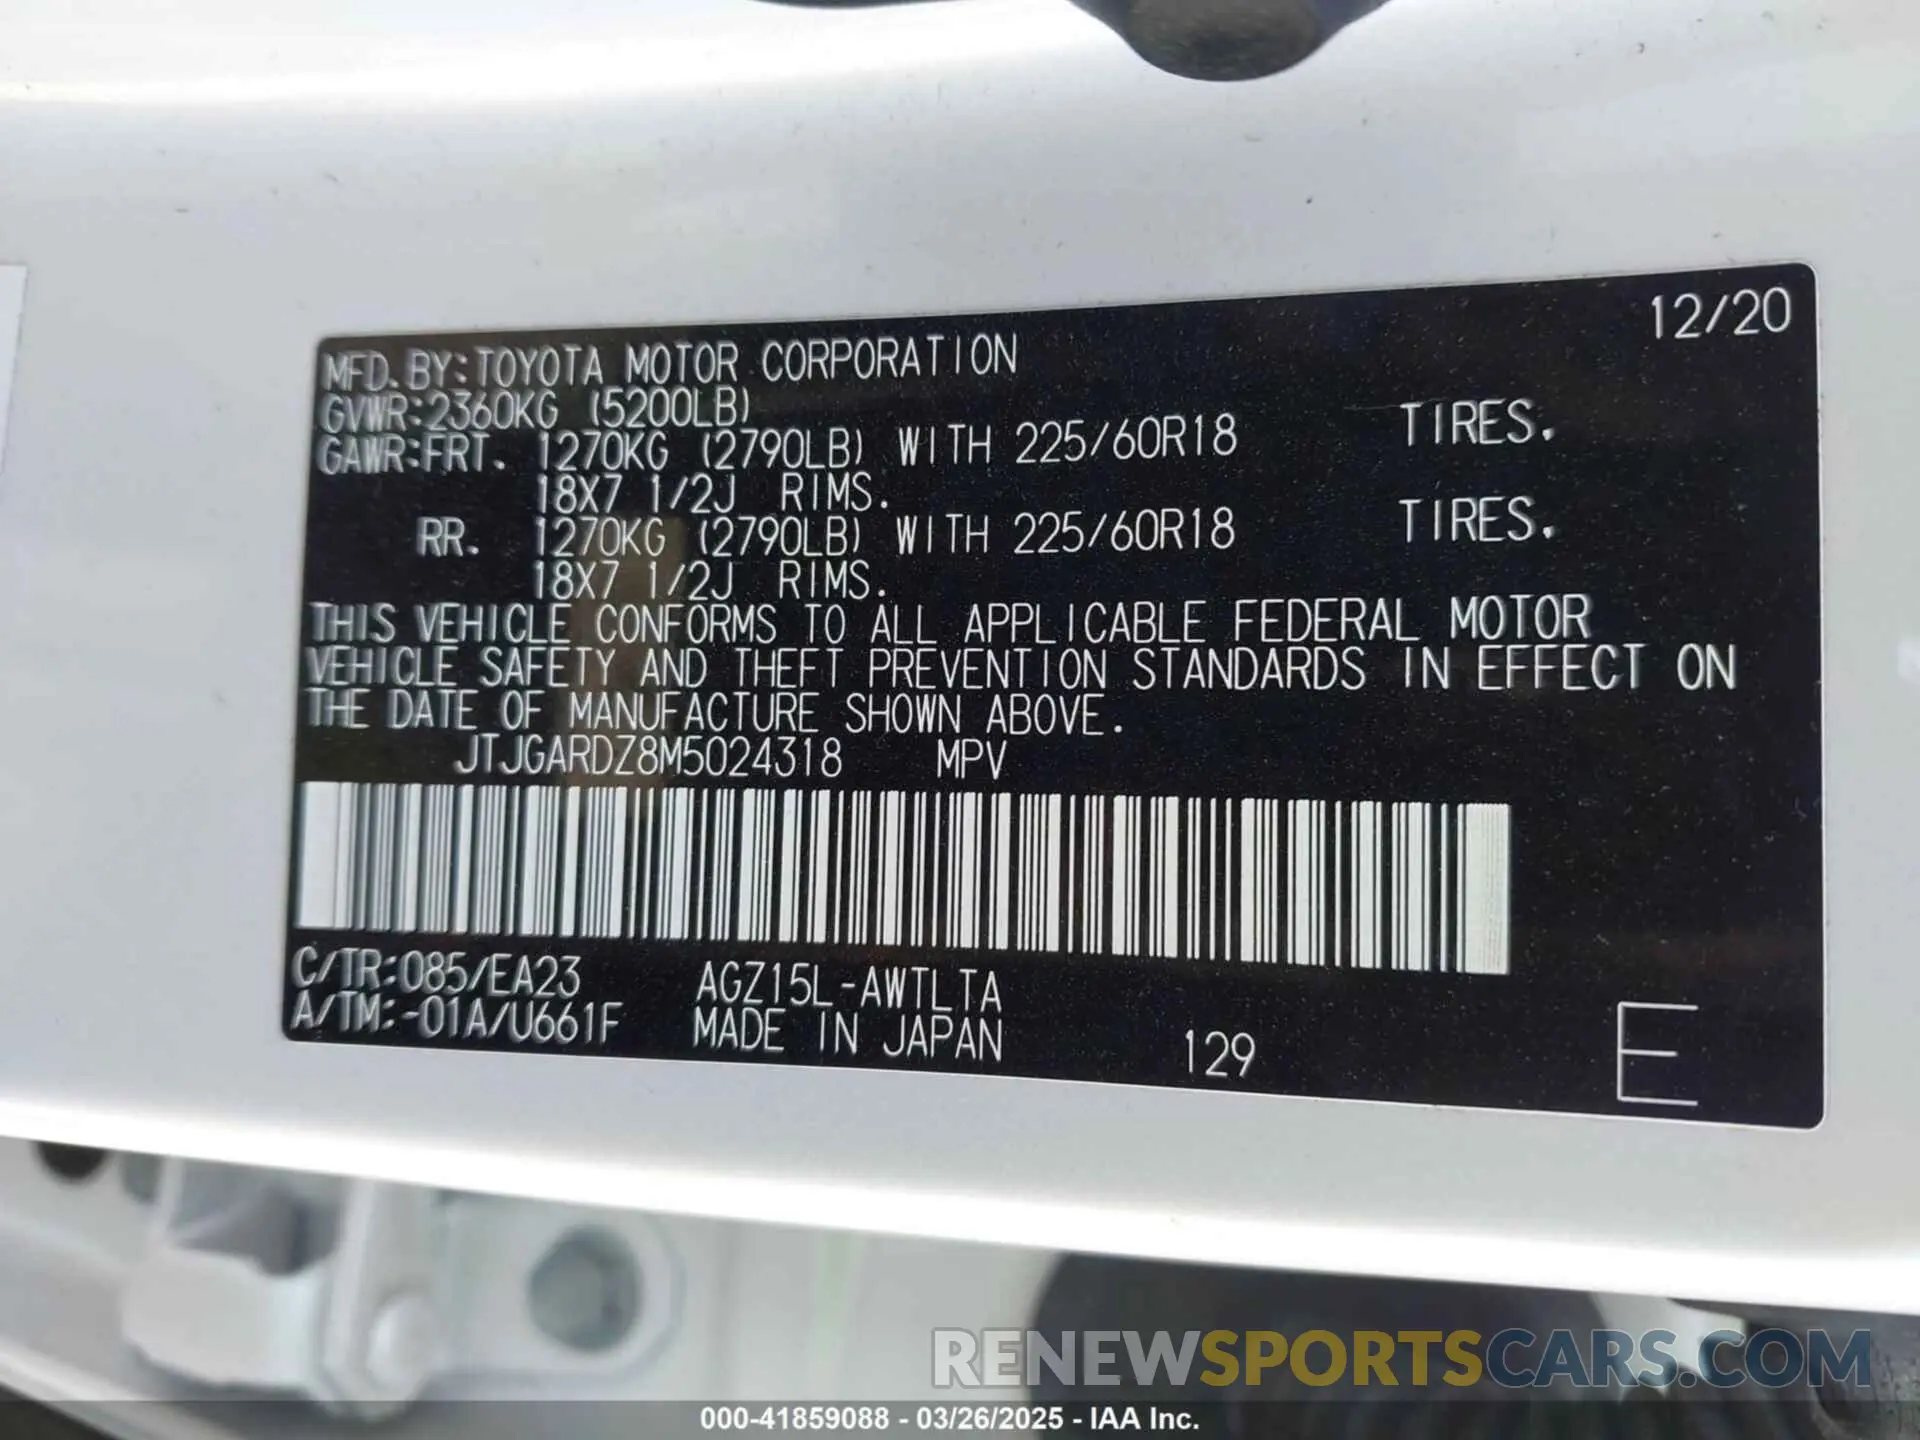 12/20
MFD. BY: TOYOTA MOTOR CORPORATION
GVWR: 2360KG (5200LB)
GAWR: FRT. 1270KG (2790LB) WITH 225/60R18 TIRES.
18X7 1/2J RIMS.
RR. 1270KG (2790LB) WITH 225/60R18 TIRES.
18X7 1/2J RIMS.
THIS VEHICLE CONFORMS TO ALL APPLICABLE FEDERAL MOTOR
VEHICLE SAFETY AND THEFT PREVENTION STANDARDS IN EFFECT ON
THE DATE OF MANUFACTURE SHOWN ABOVE.
JTJGARDZ8M5024318 MPV
C/TR: 085/EA23 AGZ15L-AWTLTA
A/TM: -01A/U661F MADE IN JAPAN 129 E
RENEWSPORTSCARS.COM
000-41859088 - 03/26/2025 - IAA Inc.